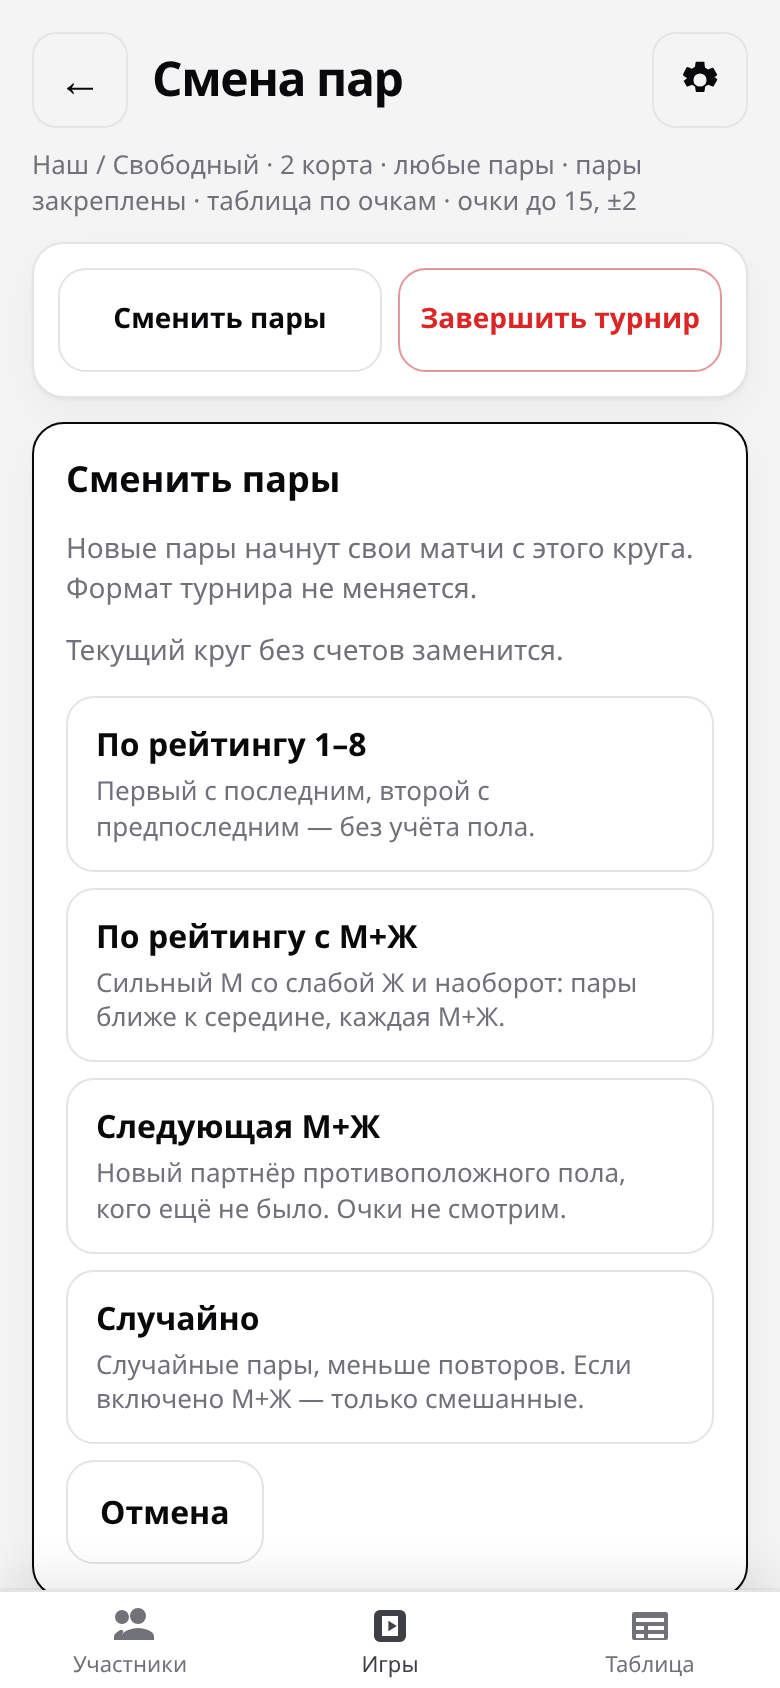 ← Смена пар
Наш / Свободный · 2 корта · любые пары · пары
закреплены · таблица по очкам · очки до 15, ±2
Сменить пары
Завершить турнир
Сменить пары
Новые пары начнут свои матчи с этого круга.
Формат турнира не меняется.
Текущий круг без счетов заменится.
По рейтингу 1–8
Первый с последним, второй с
предпоследним — без учёта пола.
По рейтингу с М+Ж
Сильный М со слабой Ж и наоборот: пары
ближе к середине, каждая М+Ж.
Следующая М+Ж
Новый партнёр противоположного пола,
кого ещё не было. Очки не смотрим.
Случайно
Случайные пары, меньше повторов. Если
включено М+Ж — только смешанные.
Отмена
Участники
Игры
Таблица